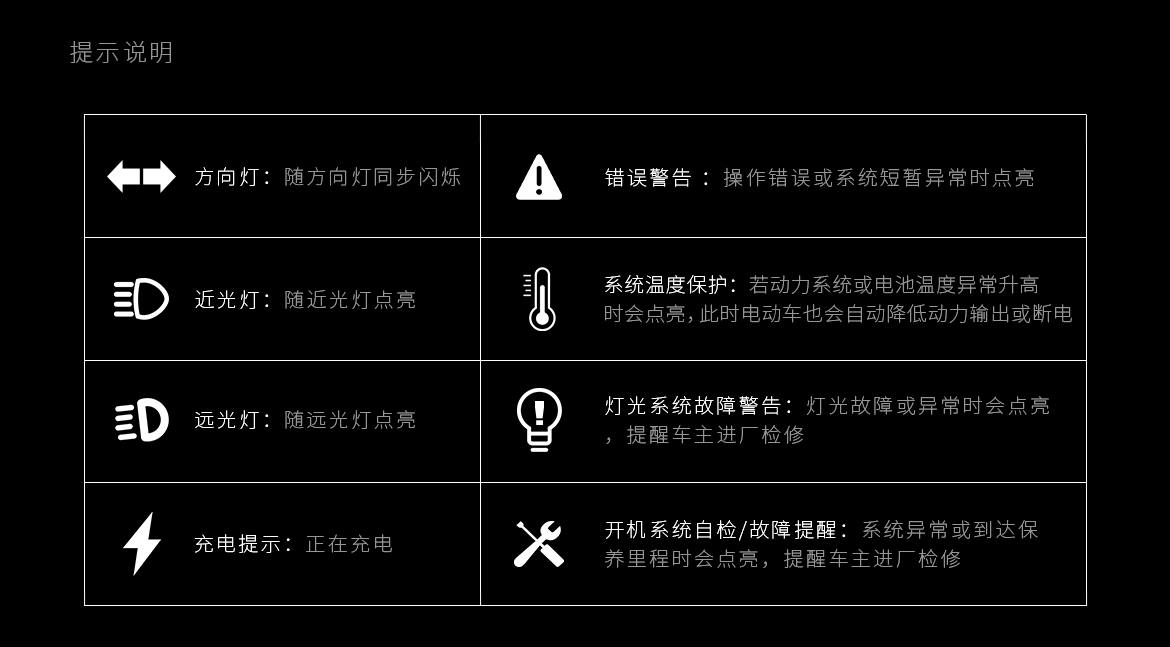 提示说明
方向灯：随方向灯同步闪烁
错误警告：操作错误或系统短暂异常时点亮
近光灯：随近光灯点亮
系统温度保护：若动力系统或电池温度异常升高
时会点亮，此时电动车也会自动降低动力输出或断电
远光灯：随远光灯点亮
灯光系统故障警告：灯光故障或异常时会点亮
，提醒车主进厂检修
充电提示：正在充电
开机系统自检/故障提醒：系统异常或到达保
养里程时会点亮，提醒车主进厂检修